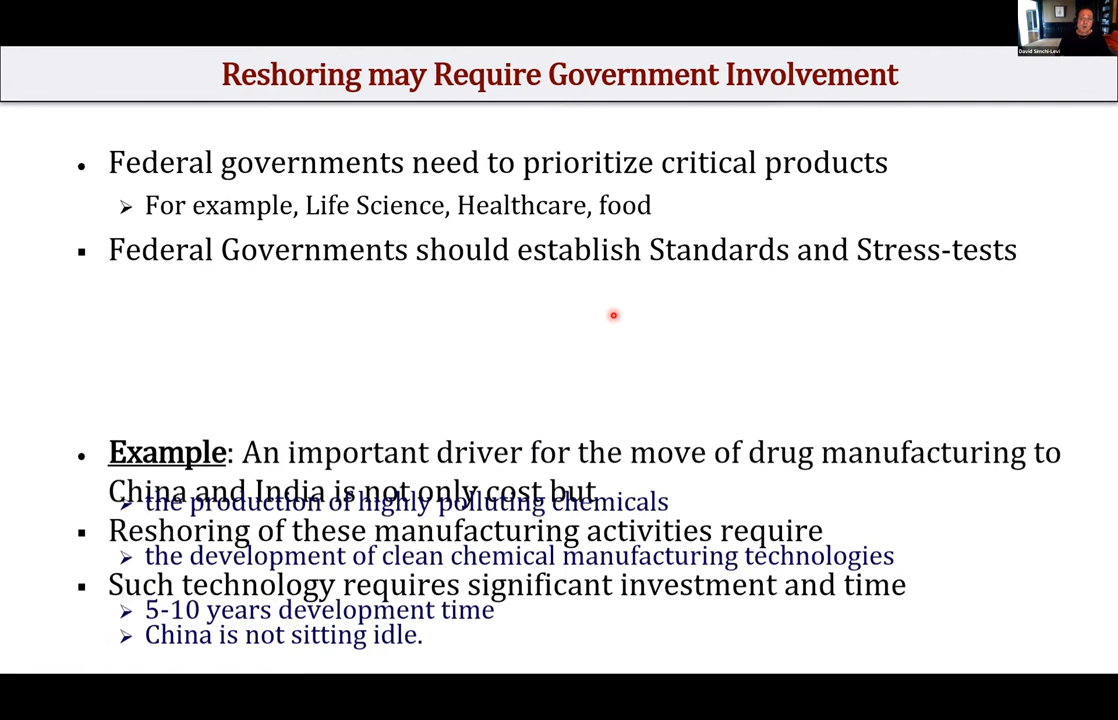 David Simchi-Levi
Reshoring may Require Government Involvement
• Federal governments need to prioritize critical products
➢ For example, Life Science, Healthcare, food
▪ Federal Governments should establish Standards and Stress-tests
• Example: An important driver for the move of drug manufacturing to
China and India is not only cost but
➢ the production of highly polluting chemicals
▪ Reshoring of these manufacturing activities require
➢ the development of clean chemical manufacturing technologies
▪ Such technology requires significant investment and time
➢ 5-10 years development time
➢ China is not sitting idle.